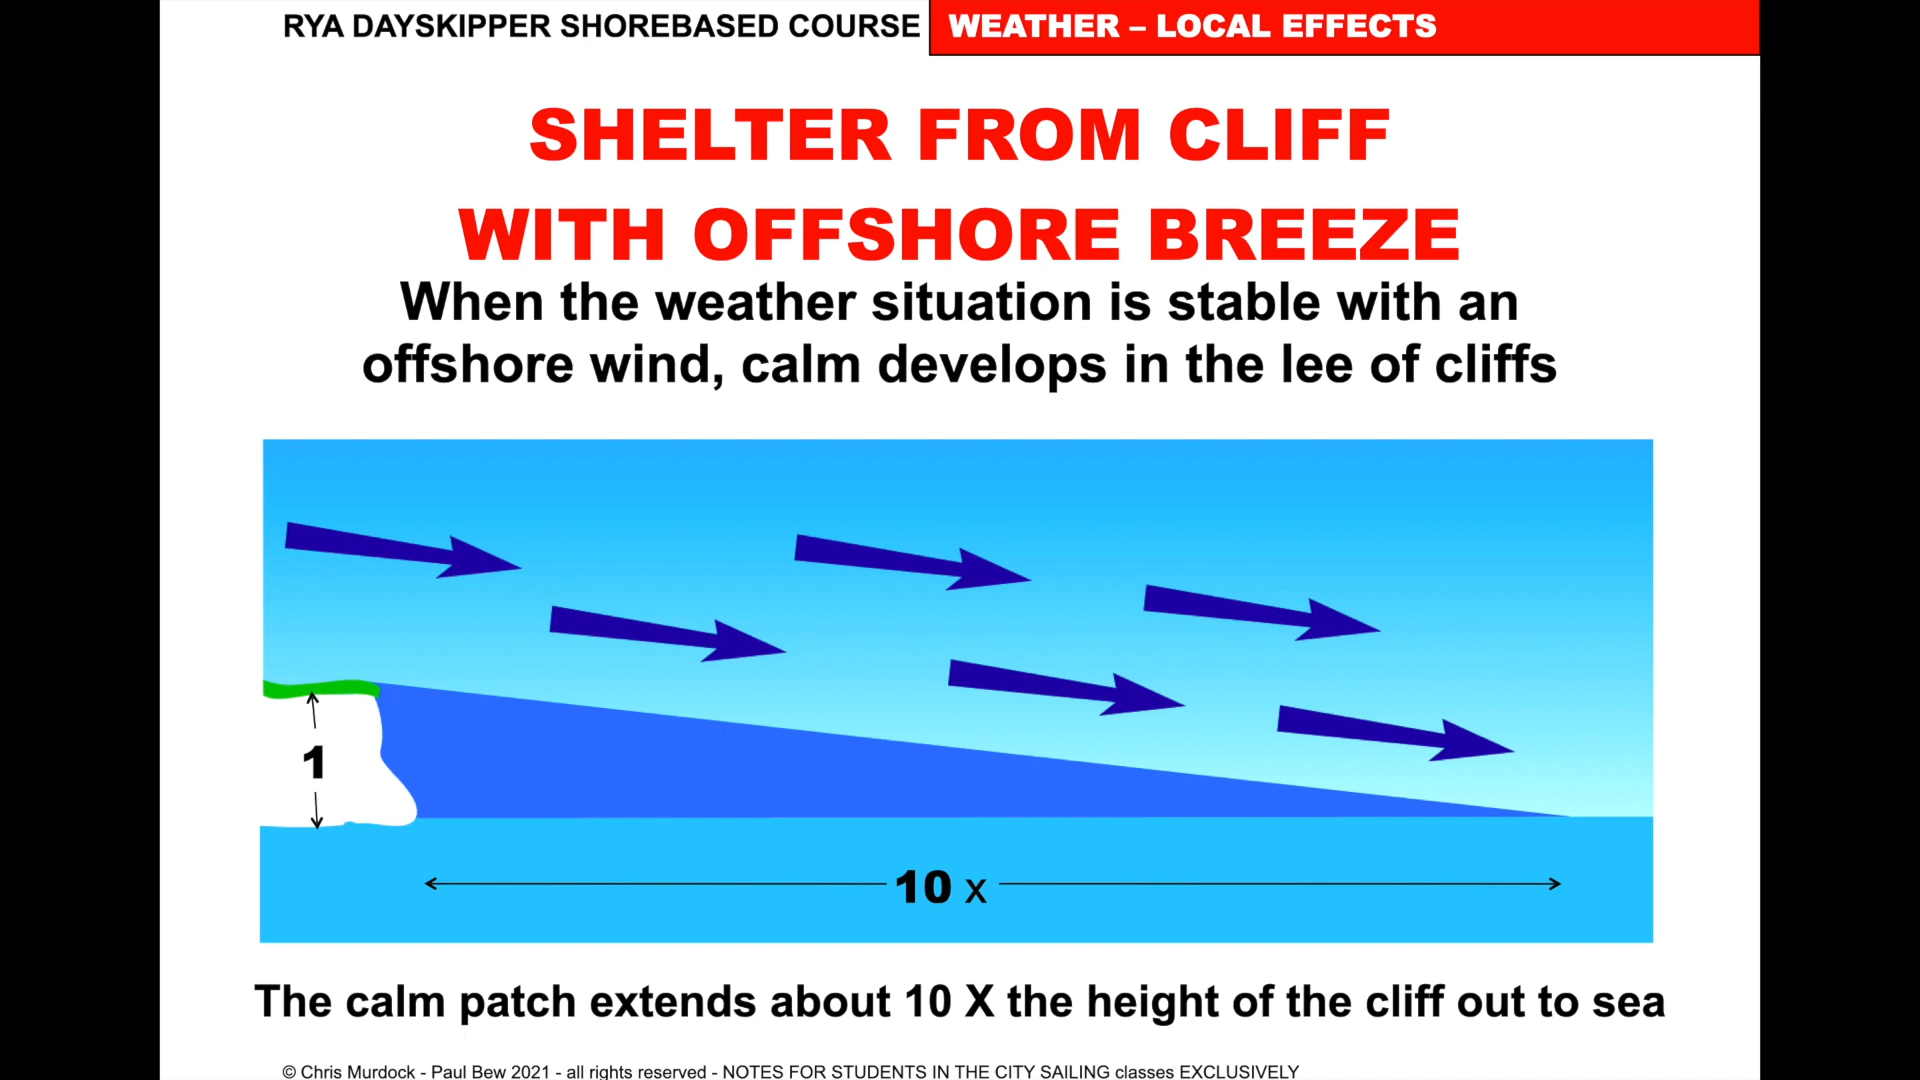 RYA DAYSKIPPER SHOREBASED COURSE WEATHER – LOCAL EFFECTS
SHELTER FROM CLIFF
WITH OFFSHORE BREEZE
When the weather situation is stable with an
offshore wind, calm develops in the lee of cliffs
1
10 x
The calm patch extends about 10 X the height of the cliff out to sea
© Chris Murdock - Paul Bew 2021 - all rights reserved - NOTES FOR STUDENTS IN THE CITY SAILING classes EXCLUSIVELY